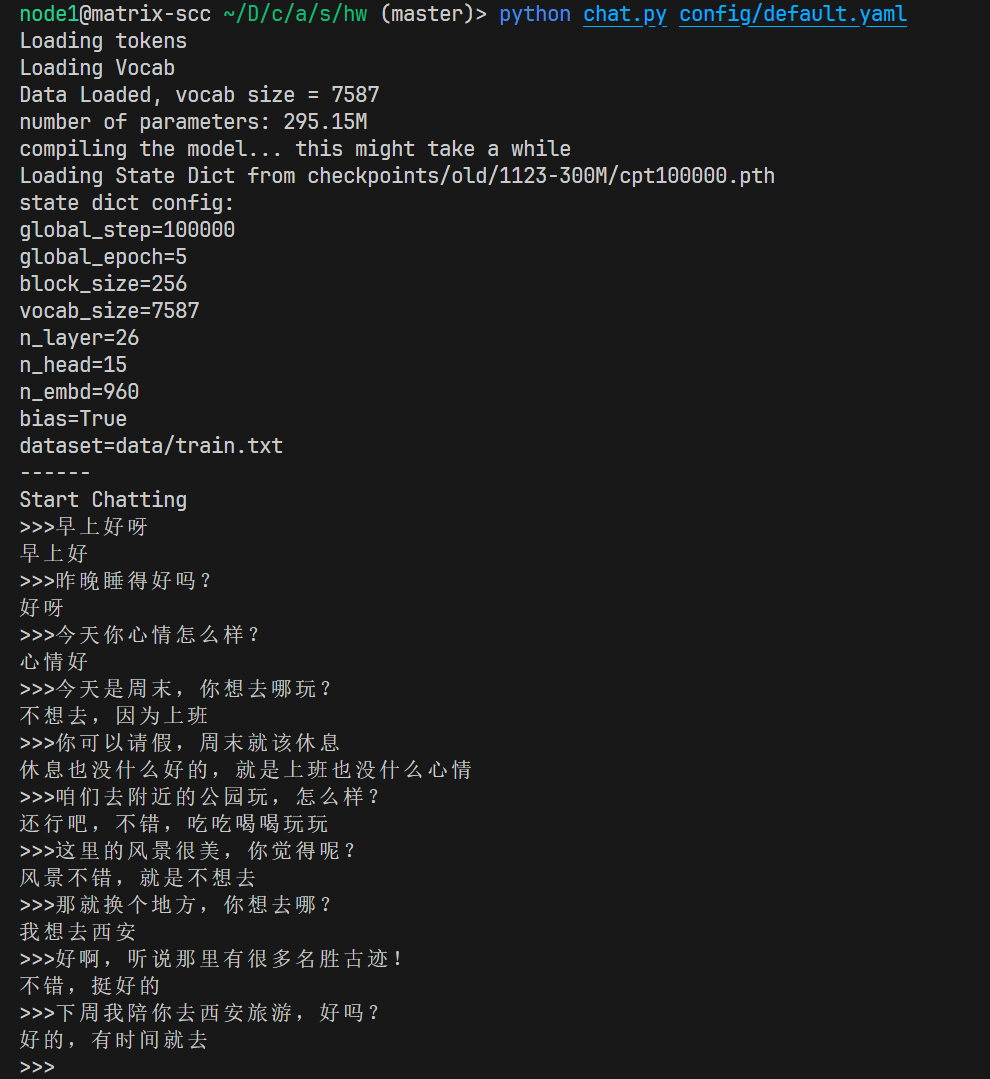 node1@matrix-scc ~/D/c/a/s/hw (master)> python chat.py config/default.yaml
Loading tokens
Loading Vocab
Data Loaded, vocab size = 7587
number of parameters: 295.15M
compiling the model... this might take a while
Loading State Dict from checkpoints/old/1123-300M/cpt100000.pth
state dict config:
global_step=100000
global_epoch=5
block_size=256
vocab_size=7587
n_layer=26
n_head=15
n_embd=960
bias=True
dataset=data/train.txt
------
Start Chatting
>>>早上好呀
早上好
>>>昨晚睡得好吗？
好呀
>>>今天你心情怎么样？
心情好
>>>今天是周末，你想去哪玩？
不想去，因为上班
>>>你可以请假，周末就该休息
休息也没什么好的，就是上班也没什么心情
>>>咱们去附近的公园玩，怎么样？
还行吧，不错，吃吃喝喝玩玩
>>>这里的风景很美，你觉得呢？
风景不错，就是不想去
>>>那就换个地方，你想去哪？
我想去西安
>>>好啊，听说那里有很多名胜古迹！
不错，挺好的
>>>下周我陪你去西安旅游，好吗？
好的，有时间就去
>>>